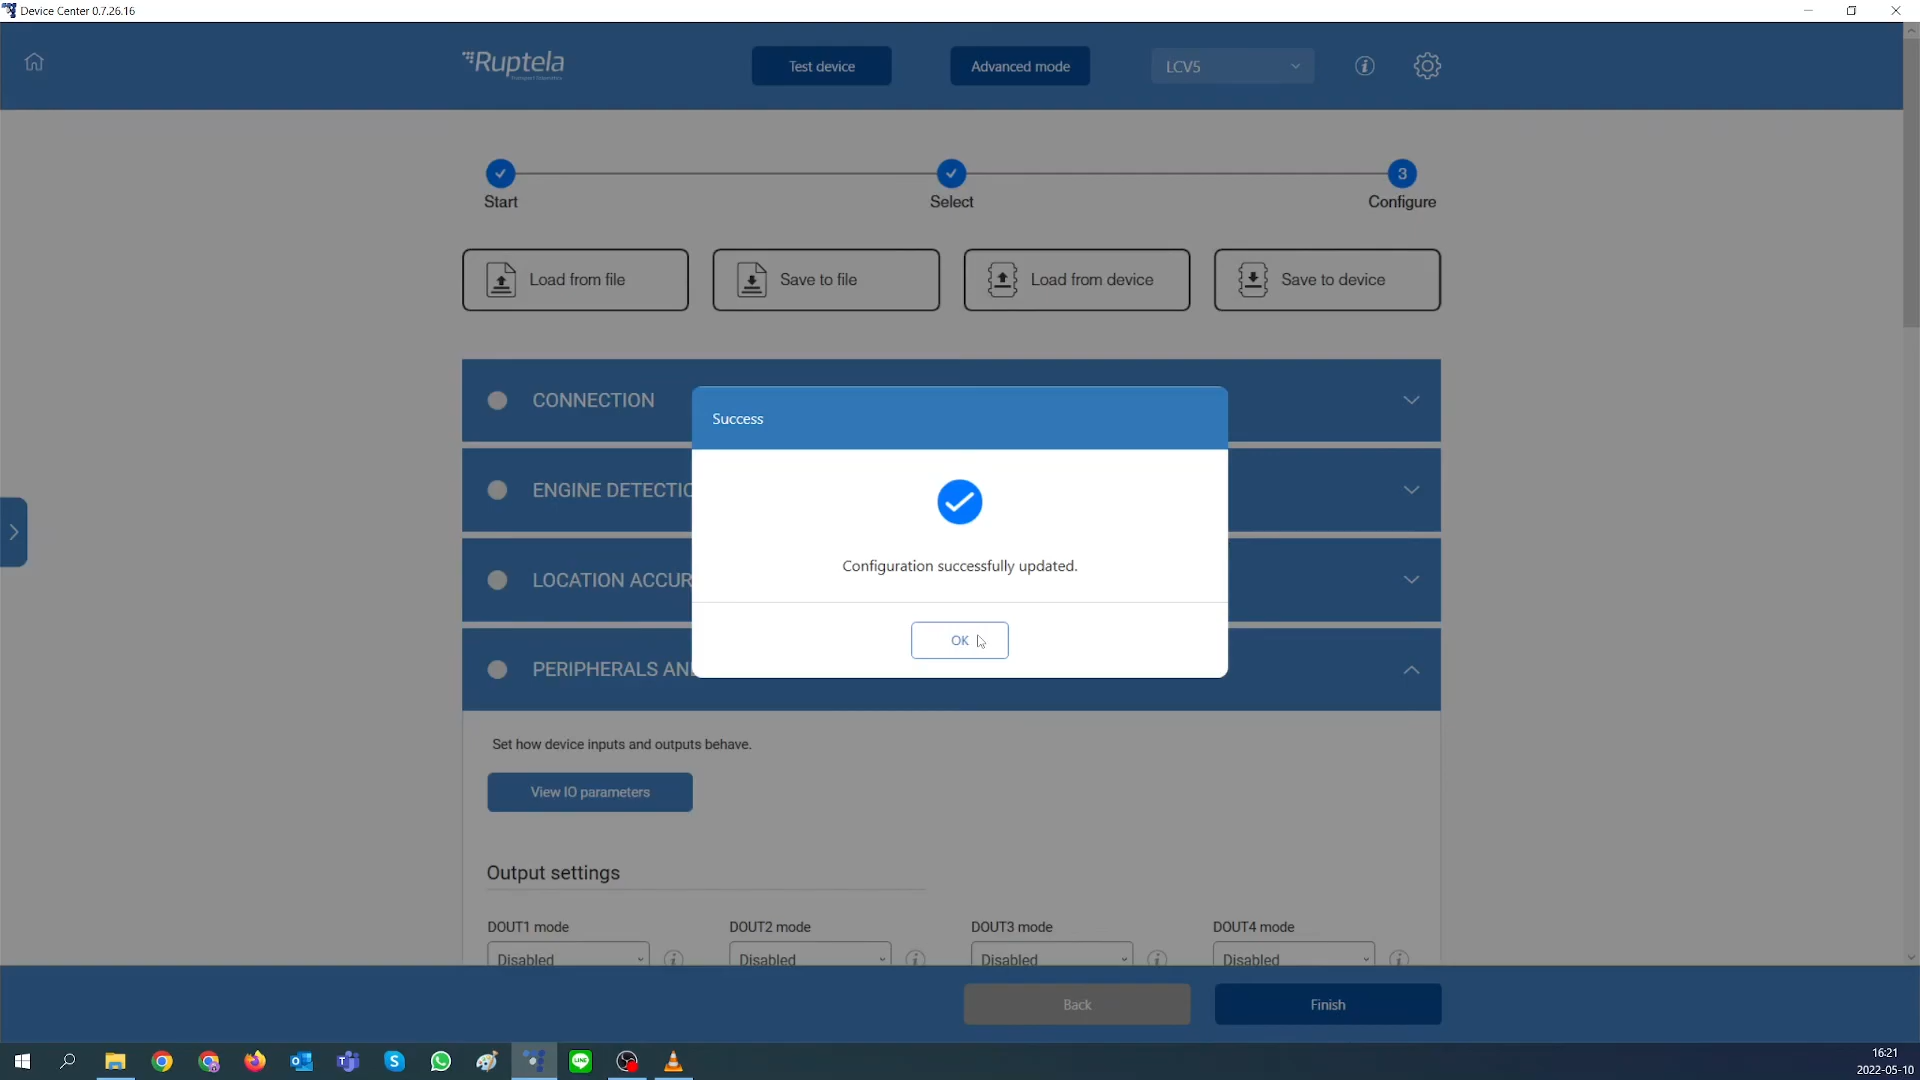 Device Center 0.7.26.16
Ruptela
Test device
Advanced mode
LCV5
Start
Select
3
Configure
Load from file
Save to file
Load from device
Save to device
CONNECTION
ENGINE DETECTIO
LOCATION ACCUR
PERIPHERALS AN
Success
Configuration successfully updated.
OK
Set how device inputs and outputs behave.
View IO parameters
Output settings
DOUT1 mode
DOUT2 mode
DOUT3 mode
DOUT4 mode
Disabled
Disabled
Disabled
Disabled
Back
Finish
LINE
16:21
2022-05-10